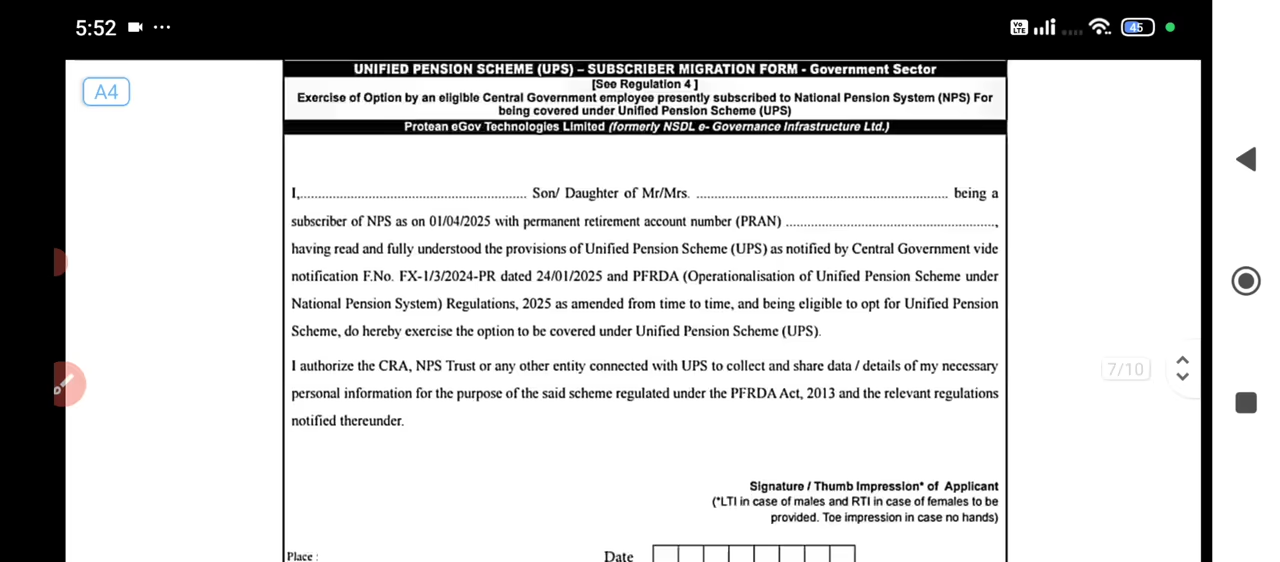 5:52
Vo LTE
45
A4
UNIFIED PENSION SCHEME (UPS) – SUBSCRIBER MIGRATION FORM - Government Sector
[See Regulation 4 ]
Exercise of Option by an eligible Central Government employee presently subscribed to National Pension System (NPS) For
being covered under Unified Pension Scheme (UPS)
Protean eGov Technologies Limited (formerly NSDL e- Governance Infrastructure Ltd.)
I,.......................................................... Son/ Daughter of Mr/Mrs. ................................................................ being a
subscriber of NPS as on 01/04/2025 with permanent retirement account number (PRAN) ......................................................,
having read and fully understood the provisions of Unified Pension Scheme (UPS) as notified by Central Government vide
notification F.No. FX-1/3/2024-PR dated 24/01/2025 and PFRDA (Operationalisation of Unified Pension Scheme under
National Pension System) Regulations, 2025 as amended from time to time, and being eligible to opt for Unified Pension
Scheme, do hereby exercise the option to be covered under Unified Pension Scheme (UPS).
I authorize the CRA, NPS Trust or any other entity connected with UPS to collect and share data / details of my necessary
personal information for the purpose of the said scheme regulated under the PFRDA Act, 2013 and the relevant regulations
notified thereunder.
7/10
Signature / Thumb Impression* of Applicant
(*LTI in case of males and RTI in case of females to be
provided. Toe impression in case no hands)
Place :
Date